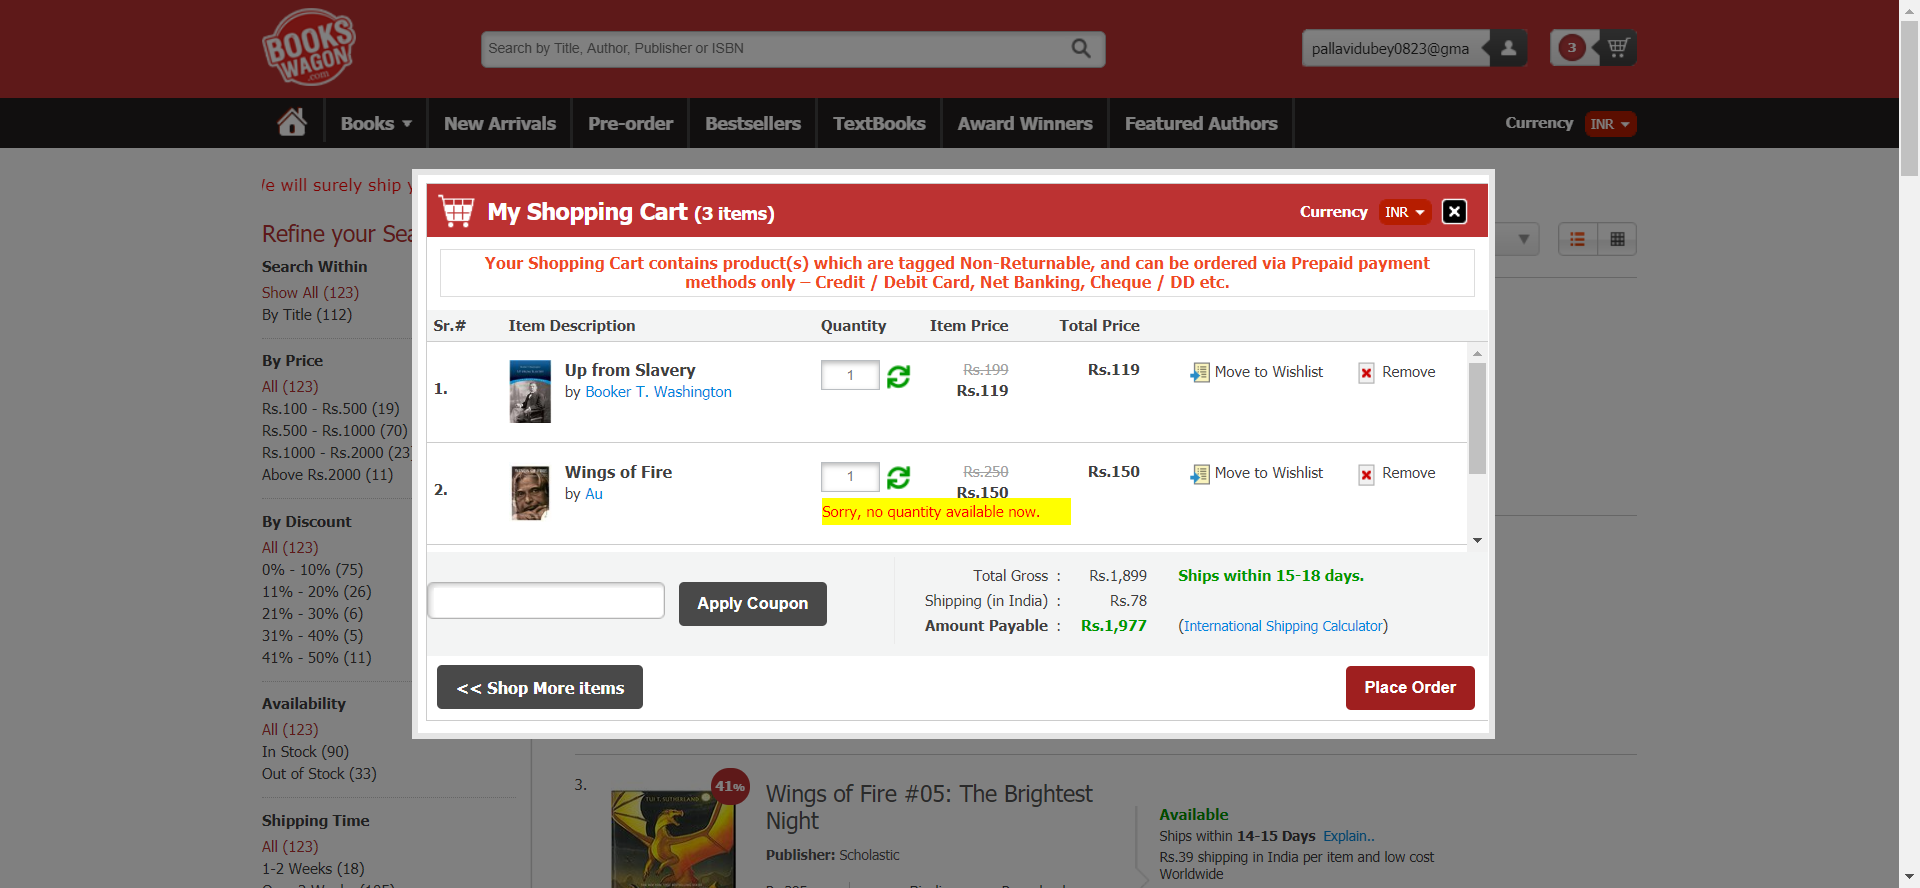 BOOKS
WAGON
.com
Search by Title, Author, Publisher or ISBN
pallavidubey0823@gma
3
Books
New Arrivals
Pre-order
Bestsellers
TextBooks
Award Winners
Featured Authors
Currency
INR
We will surely ship
Refine your Sea
Search Within
Show All (123)
By Title (112)
By Price
All (123)
Rs.100 - Rs.500 (19)
Rs.500 - Rs.1000 (70)
Rs.1000 - Rs.2000 (23)
Above Rs.2000 (11)
By Discount
All (123)
0% - 10% (75)
11% - 20% (26)
21% - 30% (6)
31% - 40% (5)
41% - 50% (11)
Availability
All (123)
In Stock (90)
Out of Stock (33)
Shipping Time
All (123)
1-2 Weeks (18)
My Shopping Cart (3 items)
Currency
INR
Your Shopping Cart contains product(s) which are tagged Non-Returnable, and can be ordered via Prepaid payment
methods only – Credit / Debit Card, Net Banking, Cheque / DD etc.
Sr.# Item Description Quantity Item Price Total Price
1.
Up from Slavery
by Booker T. Washington
1
Rs.199
Rs.119
Rs.119
Move to Wishlist
Remove
2.
Wings of Fire
by Au
1
Rs.250
Rs.150
Rs.150
Move to Wishlist
Remove
Sorry, no quantity available now.
Apply Coupon
Total Gross : Rs.1,899
Ships within 15-18 days.
Shipping (in India) : Rs.78
Amount Payable : Rs.1,977
(International Shipping Calculator)
<< Shop More items
Place Order
3.
41%
TUI T. SUTHERLAND
Wings of Fire #05: The Brightest
Night
Publisher: Scholastic
Available
Ships within 14-15 Days Explain..
Rs.39 shipping in India per item and low cost
Worldwide